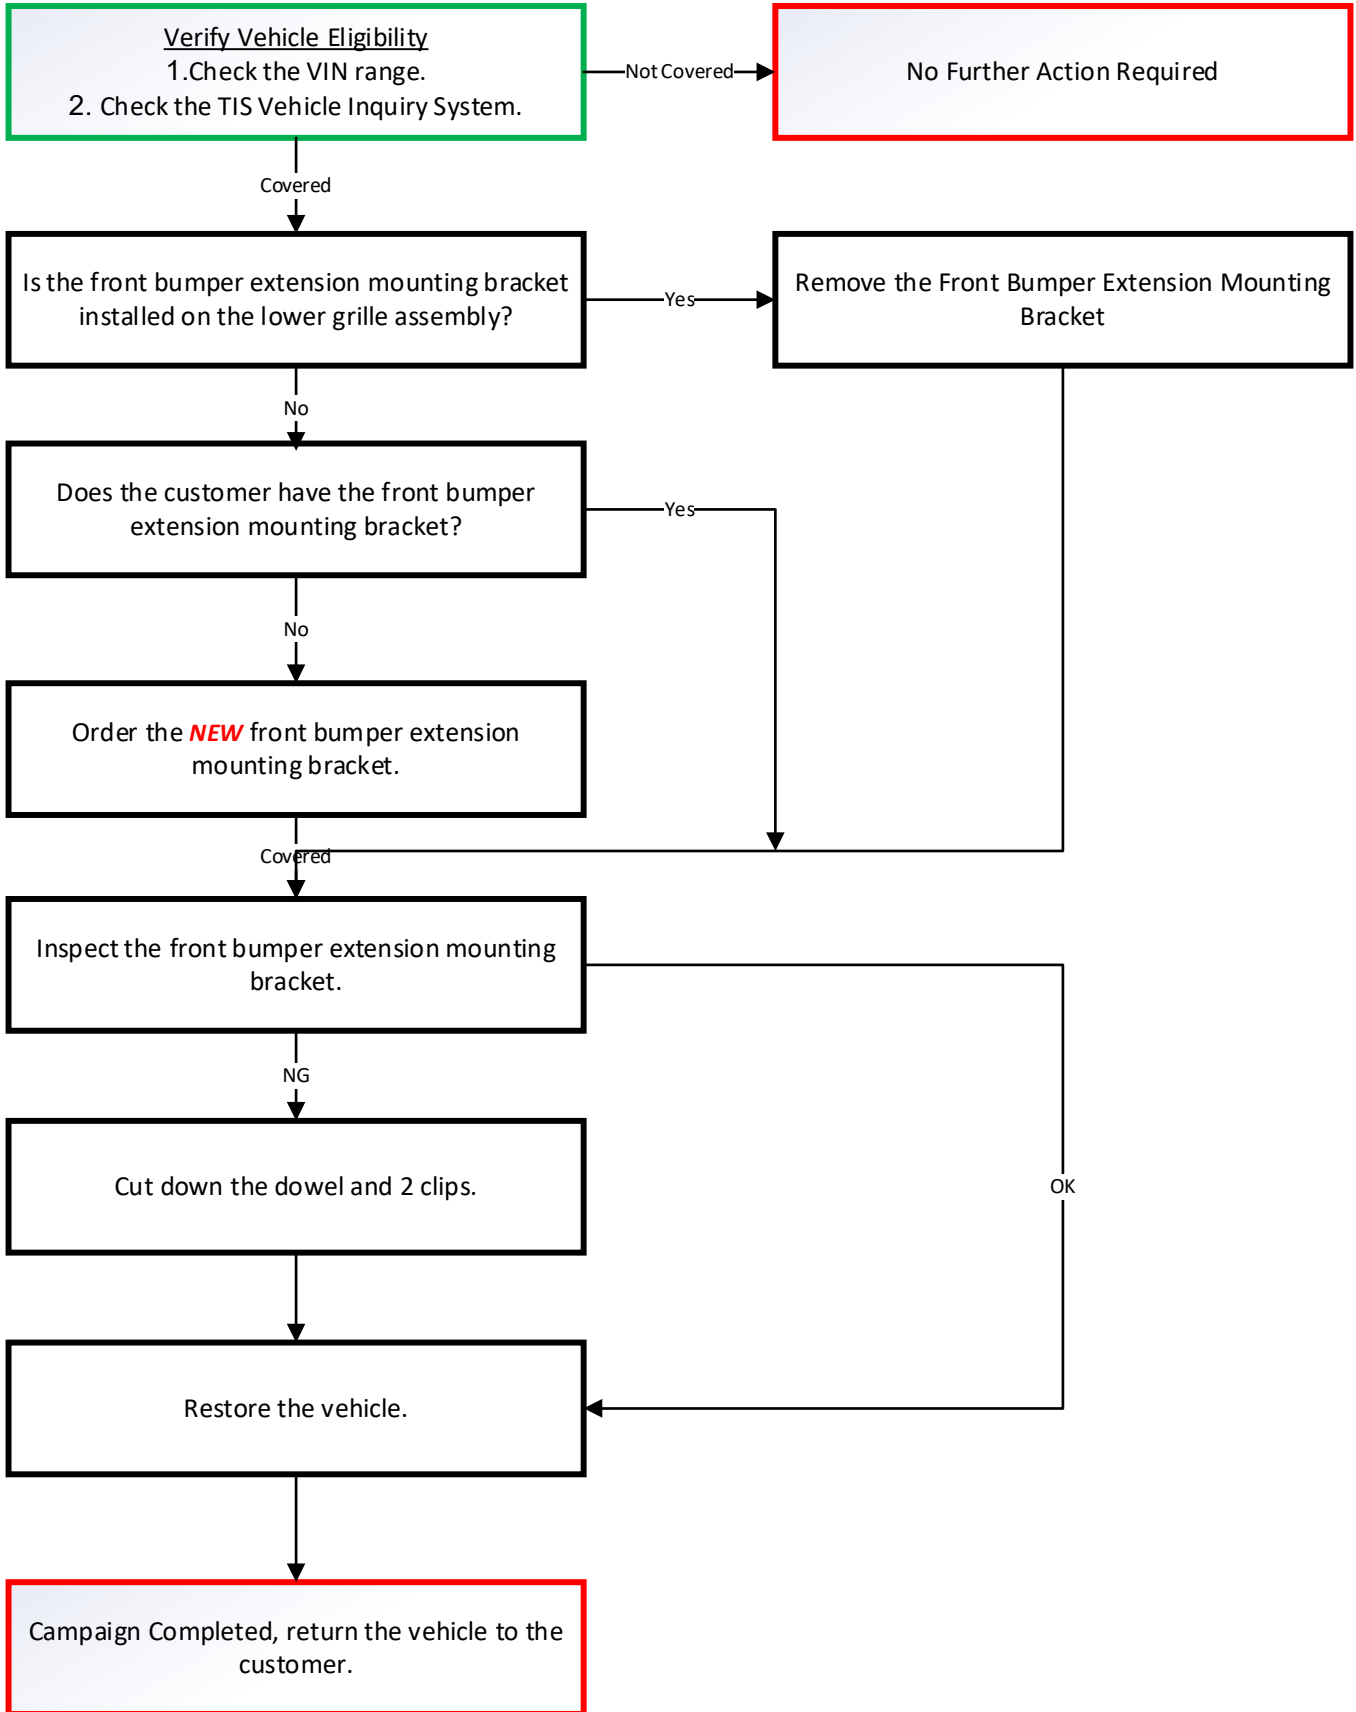 Verify Vehicle Eligibility
1.Check the VIN range.
2. Check the TIS Vehicle Inquiry System.
Not Covered
No Further Action Required
Covered
Is the front bumper extension mounting bracket
installed on the lower grille assembly?
Yes
Remove the Front Bumper Extension Mounting
Bracket
No
Does the customer have the front bumper
extension mounting bracket?
Yes
No
Order the NEW front bumper extension
mounting bracket.
Covered
Inspect the front bumper extension mounting
bracket.
NG
Cut down the dowel and 2 clips.
OK
Restore the vehicle.
Campaign Completed, return the vehicle to the
customer.